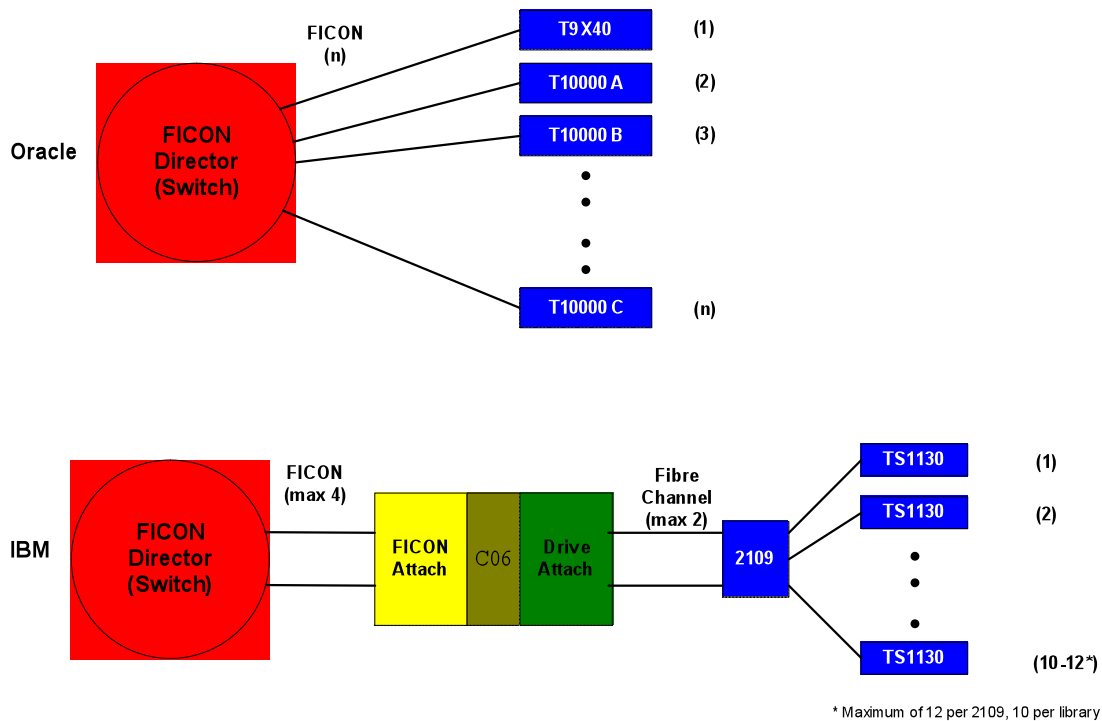 FICON
(n)
T9X40
(1)
T10000 A
(2)
T10000 B
(3)
Oracle
FICON
Director
(Switch)
T10000 C
(n)
FICON
(max 4)
Fibre
Channel
(max 2)
TS1130
(1)
TS1130
(2)
IBM
FICON
Director
(Switch)
FICON
Attach
C06
Drive
Attach
2109
TS1130
(10-12*)
* Maximum of 12 per 2109, 10 per library